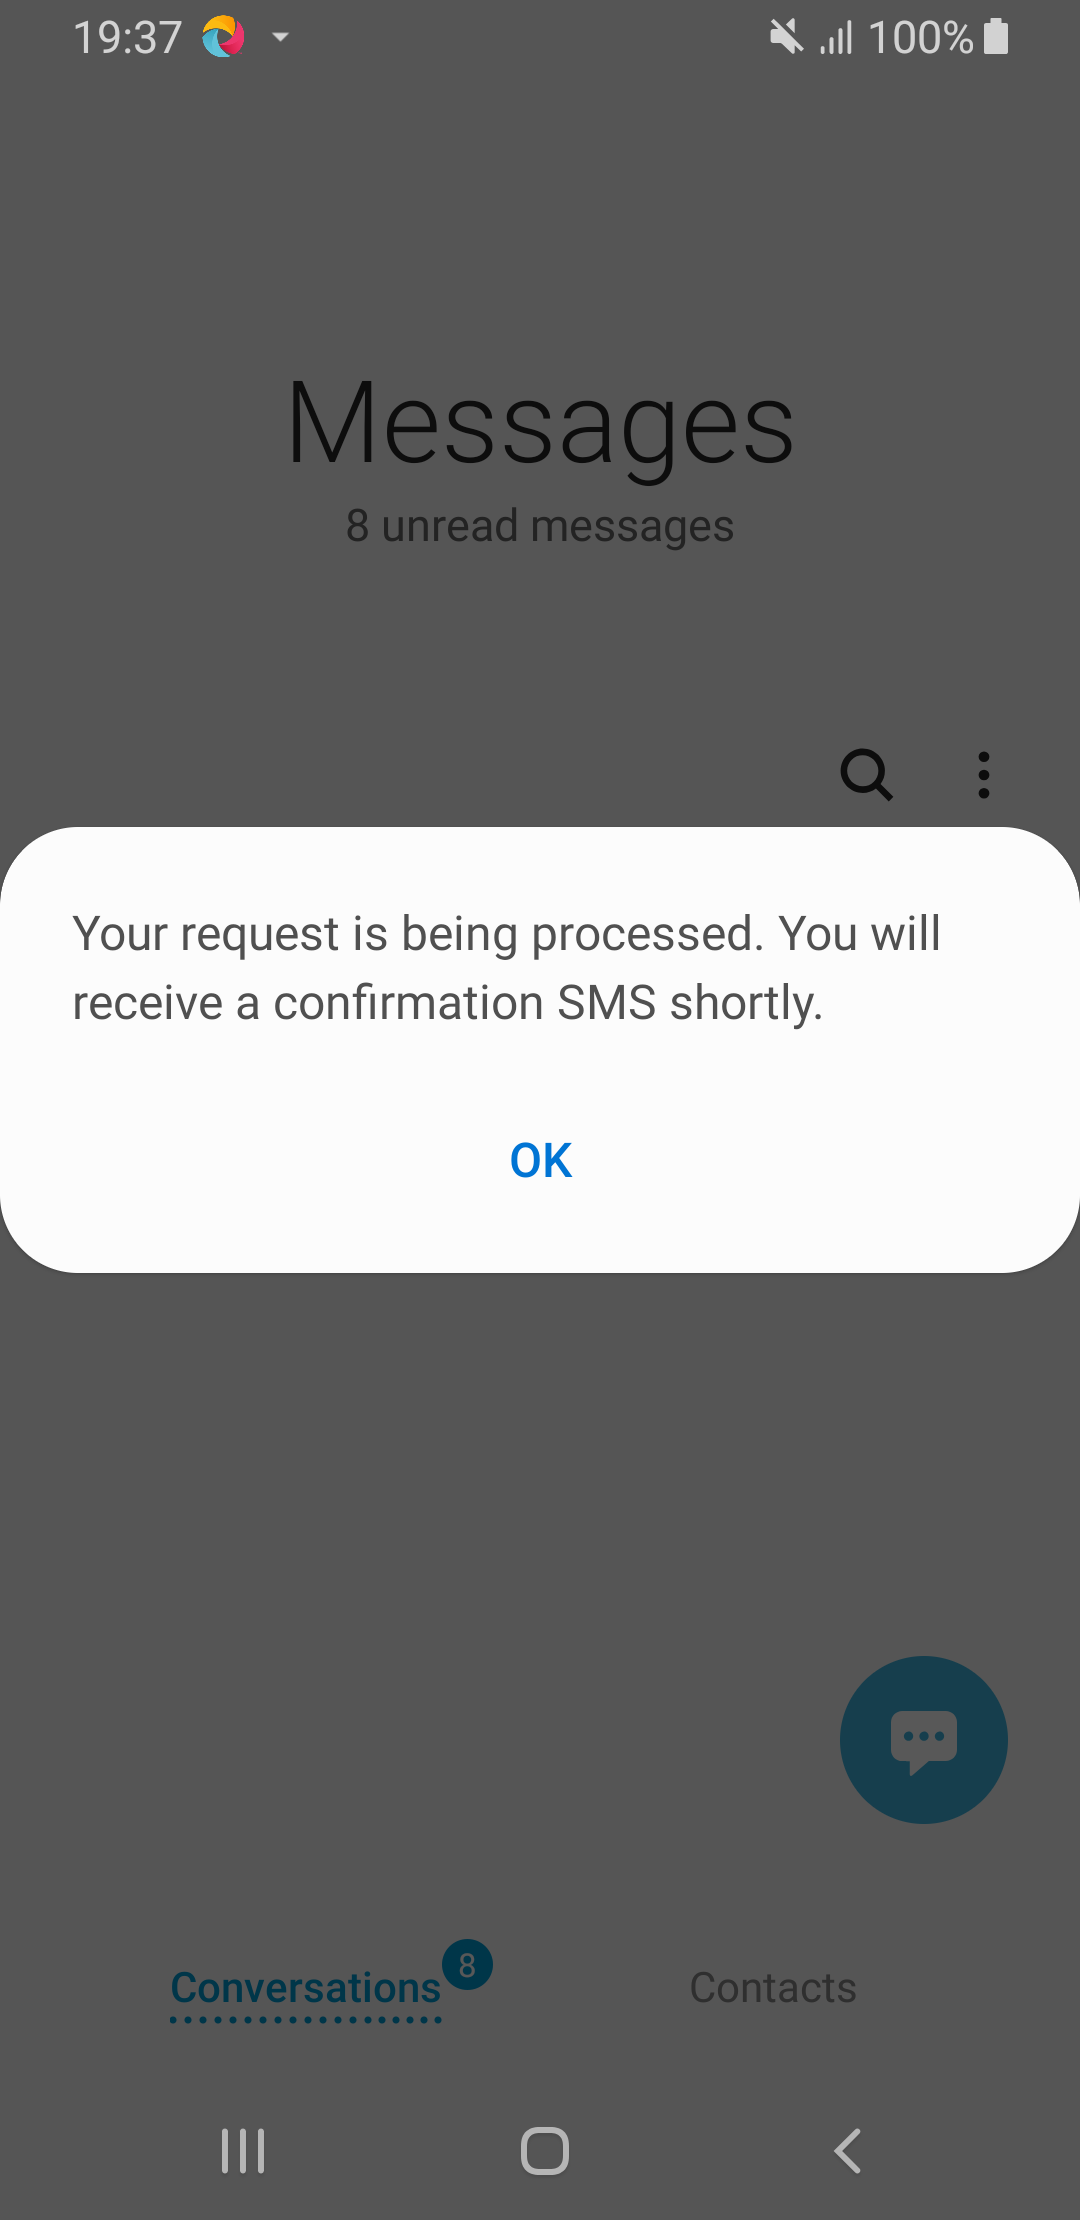 19:37
100%
Messages
8 unread messages
Your request is being processed. You will
receive a confirmation SMS shortly.
OK
Conversations 8
Contacts